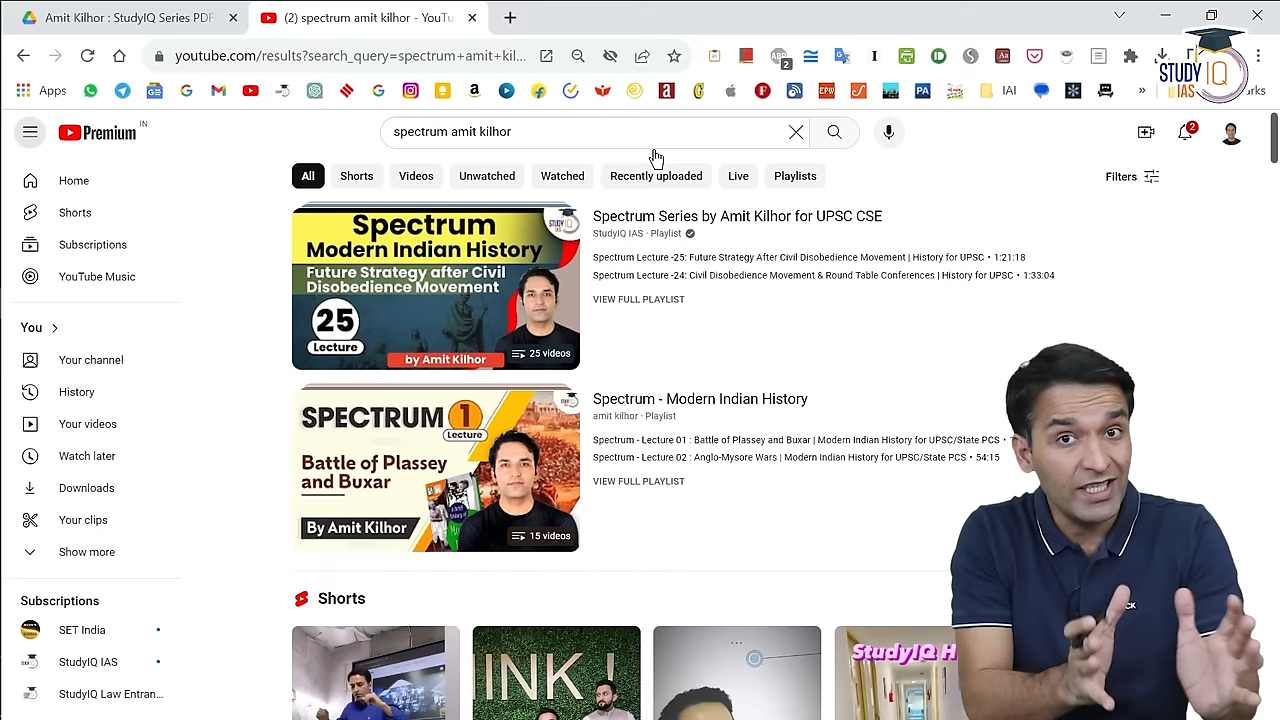 Amit Kilhor : StudyIQ Series PDF
(2) spectrum amit kilhor - YouTu
youtube.com/results?search_query=spectrum+amit+kil...
2
STUDY IQ
IAS
Apps
EPW
PA
IAI
»
rks
Premium IN
spectrum amit kilhor
2
All
Shorts
Videos
Unwatched
Watched
Recently uploaded
Live
Playlists
Filters
Home
Shorts
Subscriptions
YouTube Music
You
Your channel
History
Your videos
Watch later
Downloads
Your clips
Show more
Subscriptions
SET India
StudyIQ IAS
StudyIQ Law Entran...
Spectrum
Modern Indian History
Future Strategy after Civil
Disobedience Movement
25
Lecture
by Amit Kilhor
25 videos
Spectrum Series by Amit Kilhor for UPSC CSE
StudyIQ IAS · Playlist
Spectrum Lecture -25: Future Strategy After Civil Disobedience Movement | History for UPSC • 1:21:18
Spectrum Lecture -24: Civil Disobedience Movement & Round Table Conferences | History for UPSC • 1:33:04
VIEW FULL PLAYLIST
SPECTRUM 1
Lecture
Battle of Plassey
and Buxar
By Amit Kilhor
15 videos
Spectrum - Modern Indian History
amit kilhor · Playlist
Spectrum - Lecture 01 : Battle of Plassey and Buxar | Modern Indian History for UPSC/State PCS •
Spectrum - Lecture 02 : Anglo-Mysore Wars | Modern Indian History for UPSC/State PCS • 54:15
VIEW FULL PLAYLIST
Shorts
INK !
StudyIQ H